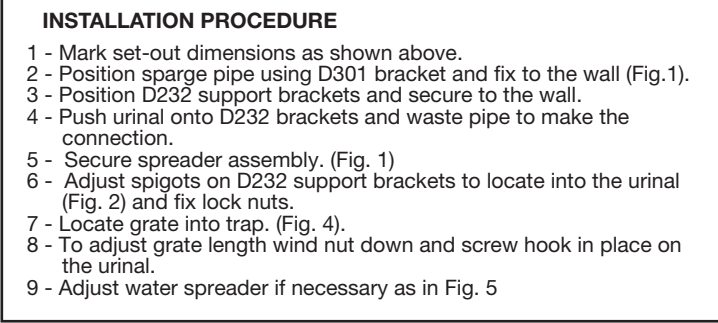 INSTALLATION PROCEDURE
1 - Mark set-out dimensions as shown above.
2 - Position sparge pipe using D301 bracket and fix to the wall (Fig.1).
3 - Position D232 support brackets and secure to the wall.
4 - Push urinal onto D232 brackets and waste pipe to make the
connection.
5 -  Secure spreader assembly. (Fig. 1)
6 -  Adjust spigots on D232 support brackets to locate into the urinal
(Fig. 2) and fix lock nuts.
7 - Locate grate into trap. (Fig. 4).
8 - To adjust grate length wind nut down and screw hook in place on
the urinal.
9 - Adjust water spreader if necessary as in Fig. 5